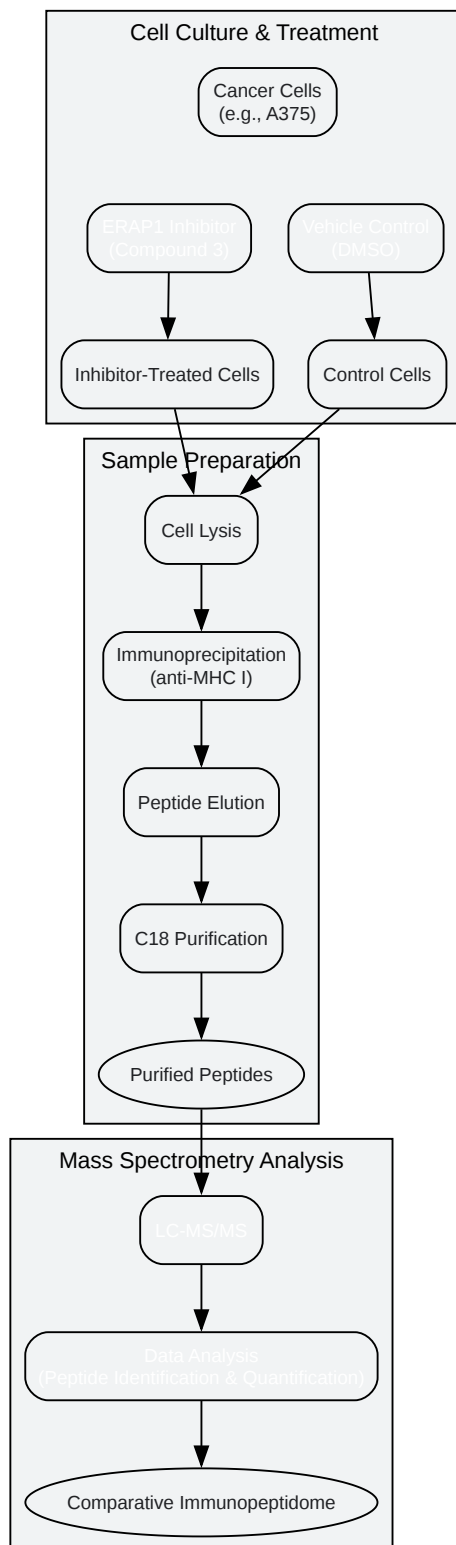 Cell Culture & Treatment
Cancer Cells
(e.g., A375)
ERAP1 Inhibitor
(Compound 3)
Vehicle Control
(DMSO)
Inhibitor-Treated Cells
Control Cells
Sample Preparation
Cell Lysis
Immunoprecipitation
(anti-MHC I)
Peptide Elution
C18 Purification
Purified Peptides
Mass Spectrometry Analysis
LC-MS/MS
Data Analysis
(Peptide Identification & Quantification)
Comparative Immunopeptidome